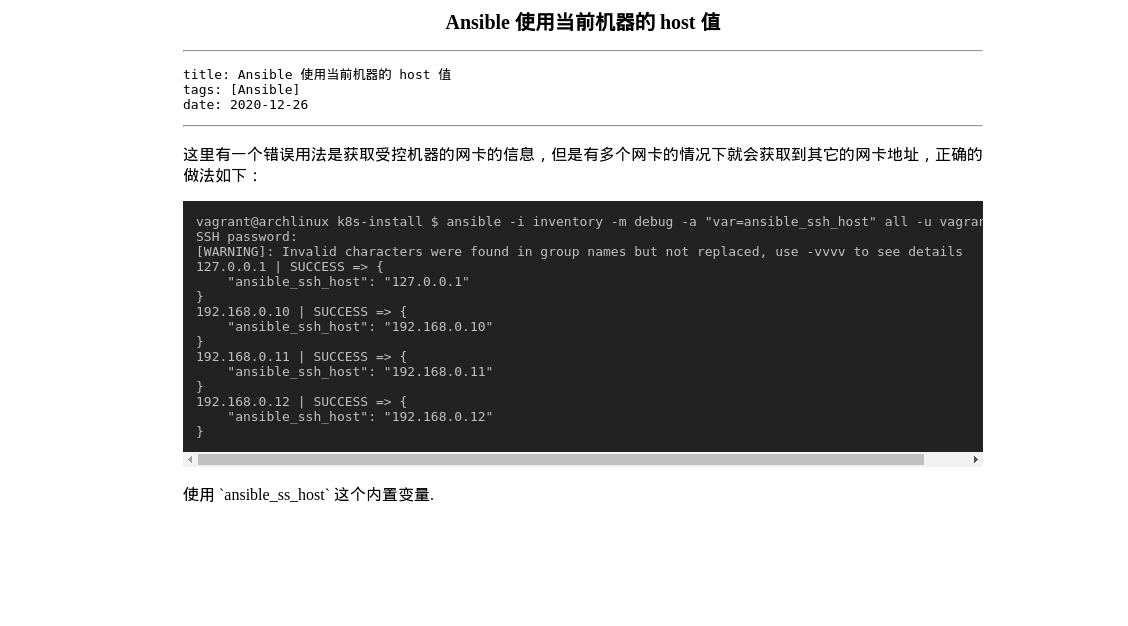 Ansible 使用当前机器的 host 值
title: Ansible 使用当前机器的 host 值
tags: [Ansible]
date: 2020-12-26
这里有一个错误用法是获取受控机器的网卡的信息，但是有多个网卡的情况下就会获取到其它的网卡地址，正确的
做法如下：
vagrant@archlinux k8s-install $ ansible -i inventory -m debug -a "var=ansible_ssh_host" all -u
SSH password:
[WARNING]: Invalid characters were found in group names but not replaced, use -vvvv to see details
127.0.0.1 | SUCCESS => {
    "ansible_ssh_host": "127.0.0.1"
}
192.168.0.10 | SUCCESS => {
    "ansible_ssh_host": "192.168.0.10"
}
192.168.0.11 | SUCCESS => {
    "ansible_ssh_host": "192.168.0.11"
}
192.168.0.12 | SUCCESS => {
    "ansible_ssh_host": "192.168.0.12"
}
使用 `ansible_ss_host` 这个内置变量.